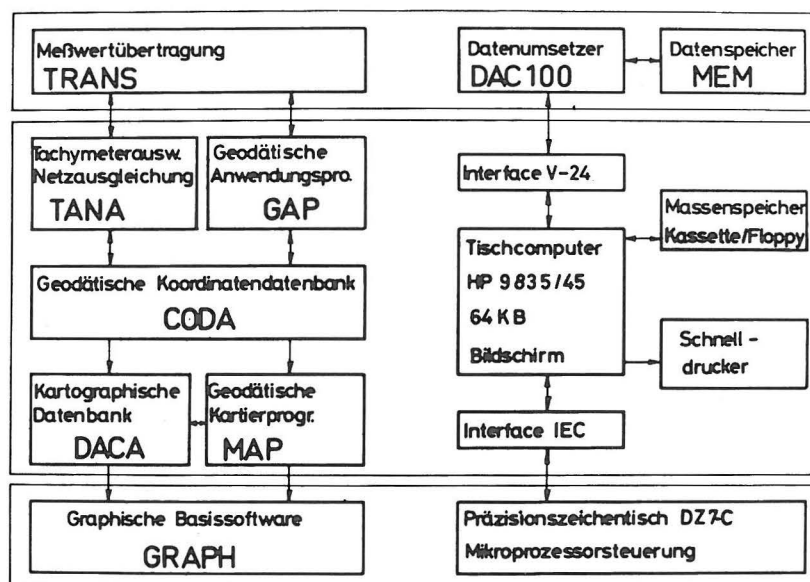 Meßwertübertragung
TRANS
Datenumsetzer
DAC100
Datenspeicher
MEM
Tachymeterausw.
Netzausgleichung
TANA
Geodätische
Anwendungspro.
GAP
Interface V-24
Massenspeicher
Kassette/Floppy
Geodätische Koordinatendatenbank
CODA
Tischcomputer
HP 9835/45
64 KB
Bildschirm
Schnell-
drucker
Kartographische
Datenbank
DACA
Geodätische
Kartierprogr.
MAP
Interface IEC
Graphische Basissoftware
GRAPH
Präzisionszeichentisch DZ7-C
Mikroprozessorsteuerung